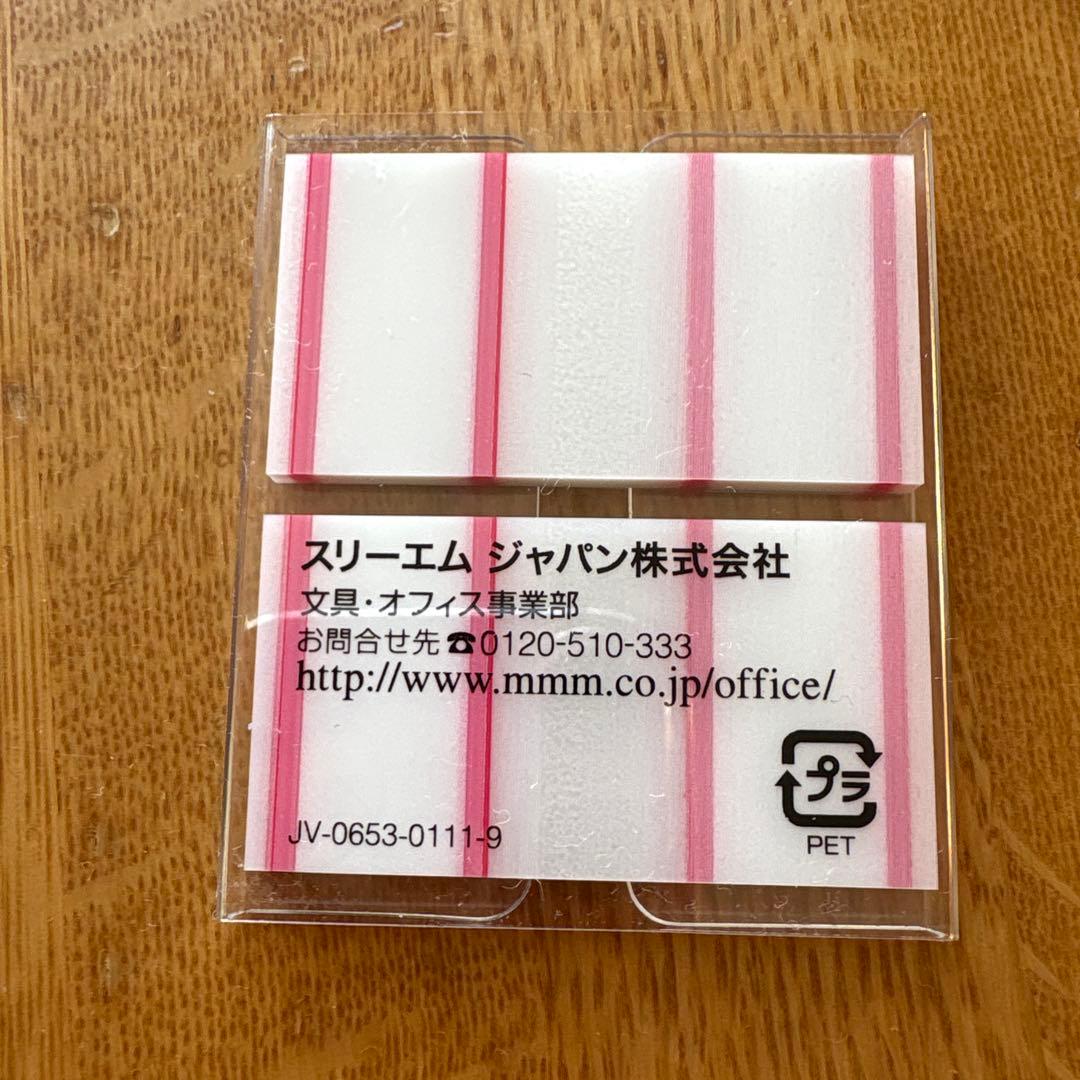 スリーエム ジャパン株式会社
文具・オフィス事業部
お問合せ先☎0120-510-333
http://www.mmm.co.jp/office/
プラ
PET
JV-0653-0111-9